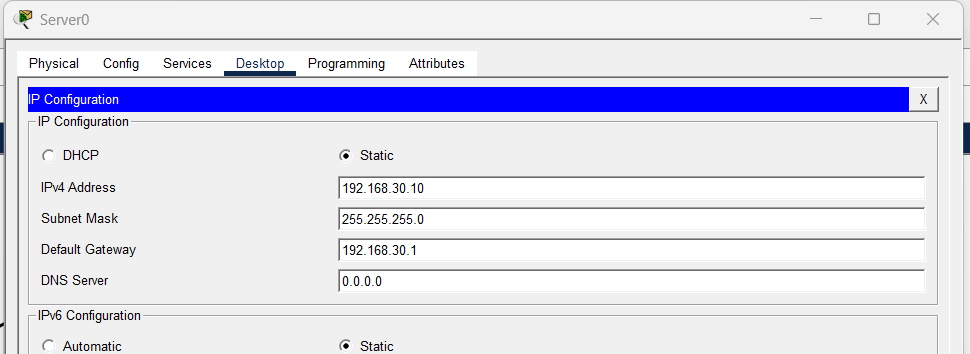 Server0
Physical Config Services Desktop Programming Attributes
IP Configuration X
IP Configuration
DHCP Static
IPv4 Address 192.168.30.10
Subnet Mask 255.255.255.0
Default Gateway 192.168.30.1
DNS Server 0.0.0.0
IPv6 Configuration
Automatic Static